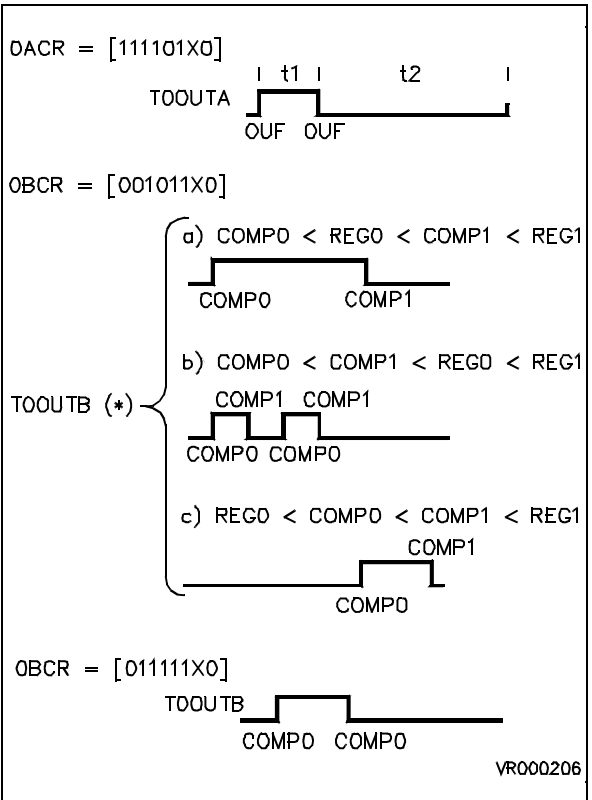 OACR = [111101X0]
t1 t2
TOOUTA
OUF OUF
OBCR = [001011X0]
a) COMP0 < REG0 < COMP1 < REG1
COMP0 COMP1
b) COMP0 < COMP1 < REG0 < REG1
TOOUTB (*)
COMP1 COMP1
COMP0 COMP0
c) REG0 < COMP0 < COMP1 < REG1
COMP1
COMP0
OBCR = [011111X0]
TOOUTB
COMP0 COMP0
VR000206